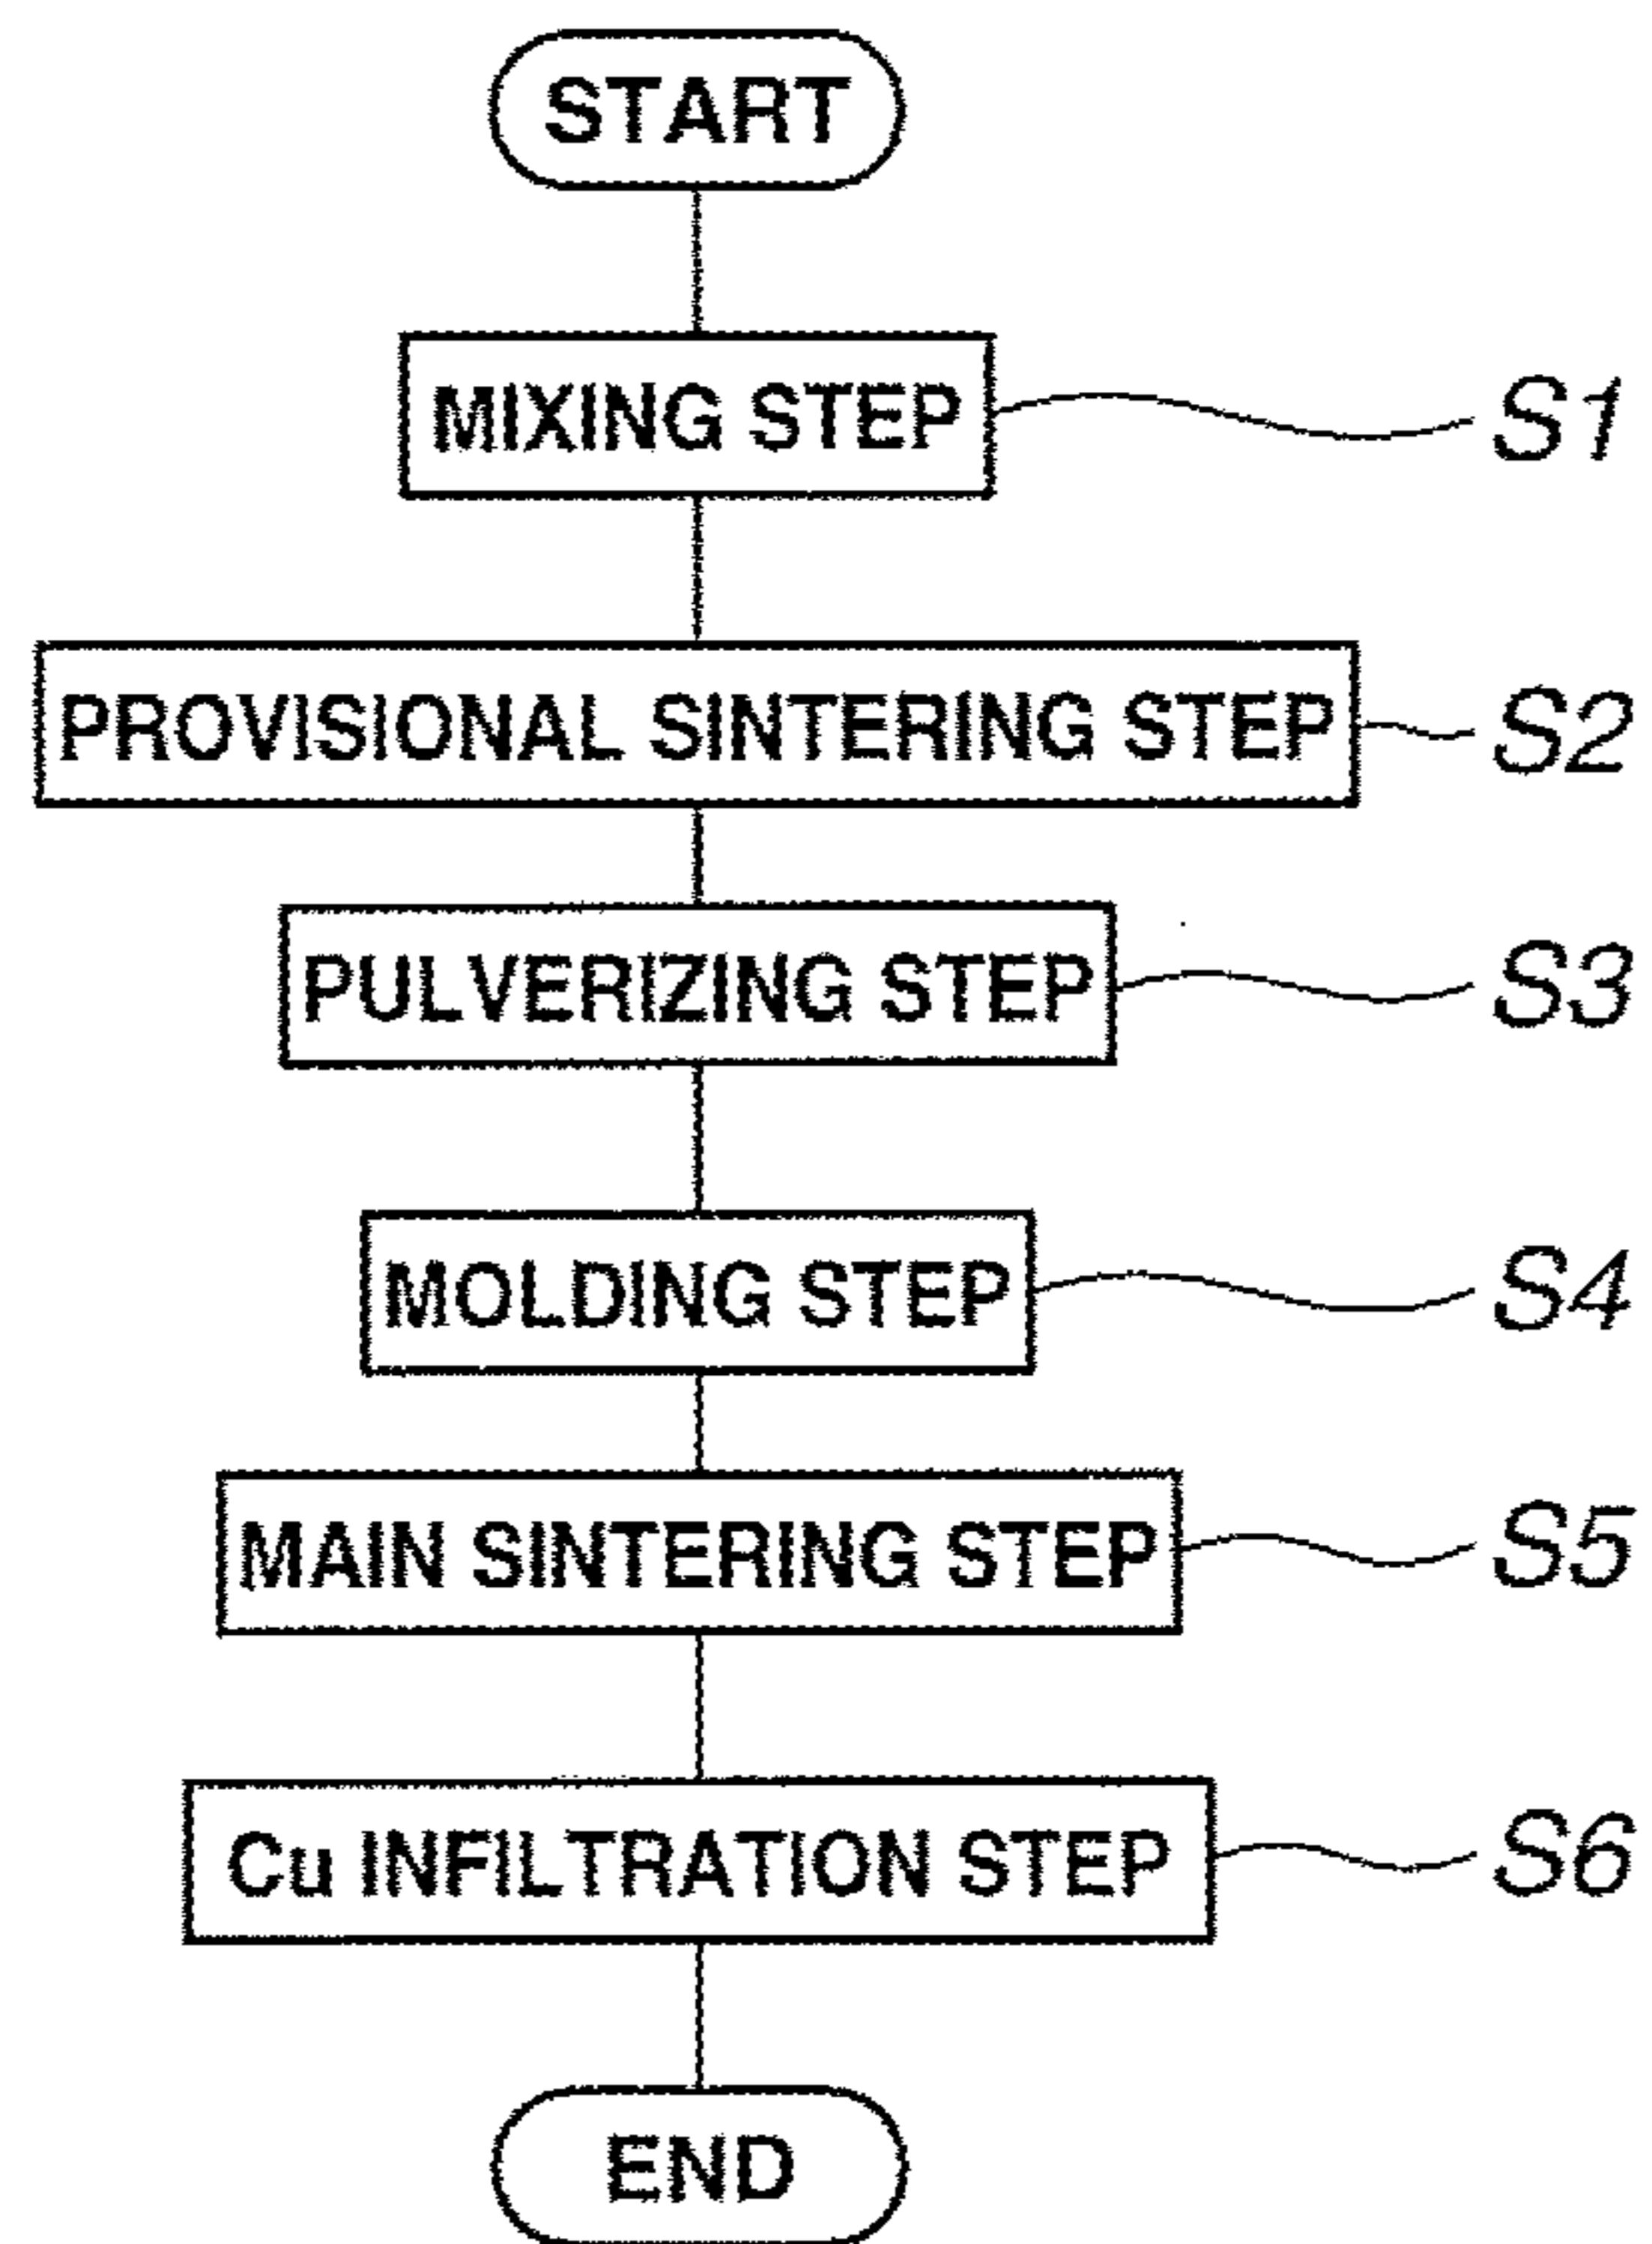 START
MIXING STEP S1
PROVISIONAL SINTERING STEP S2
PULVERIZING STEP S3
MOLDING STEP S4
MAIN SINTERING STEP S5
Cu INFILTRATION STEP S6
END